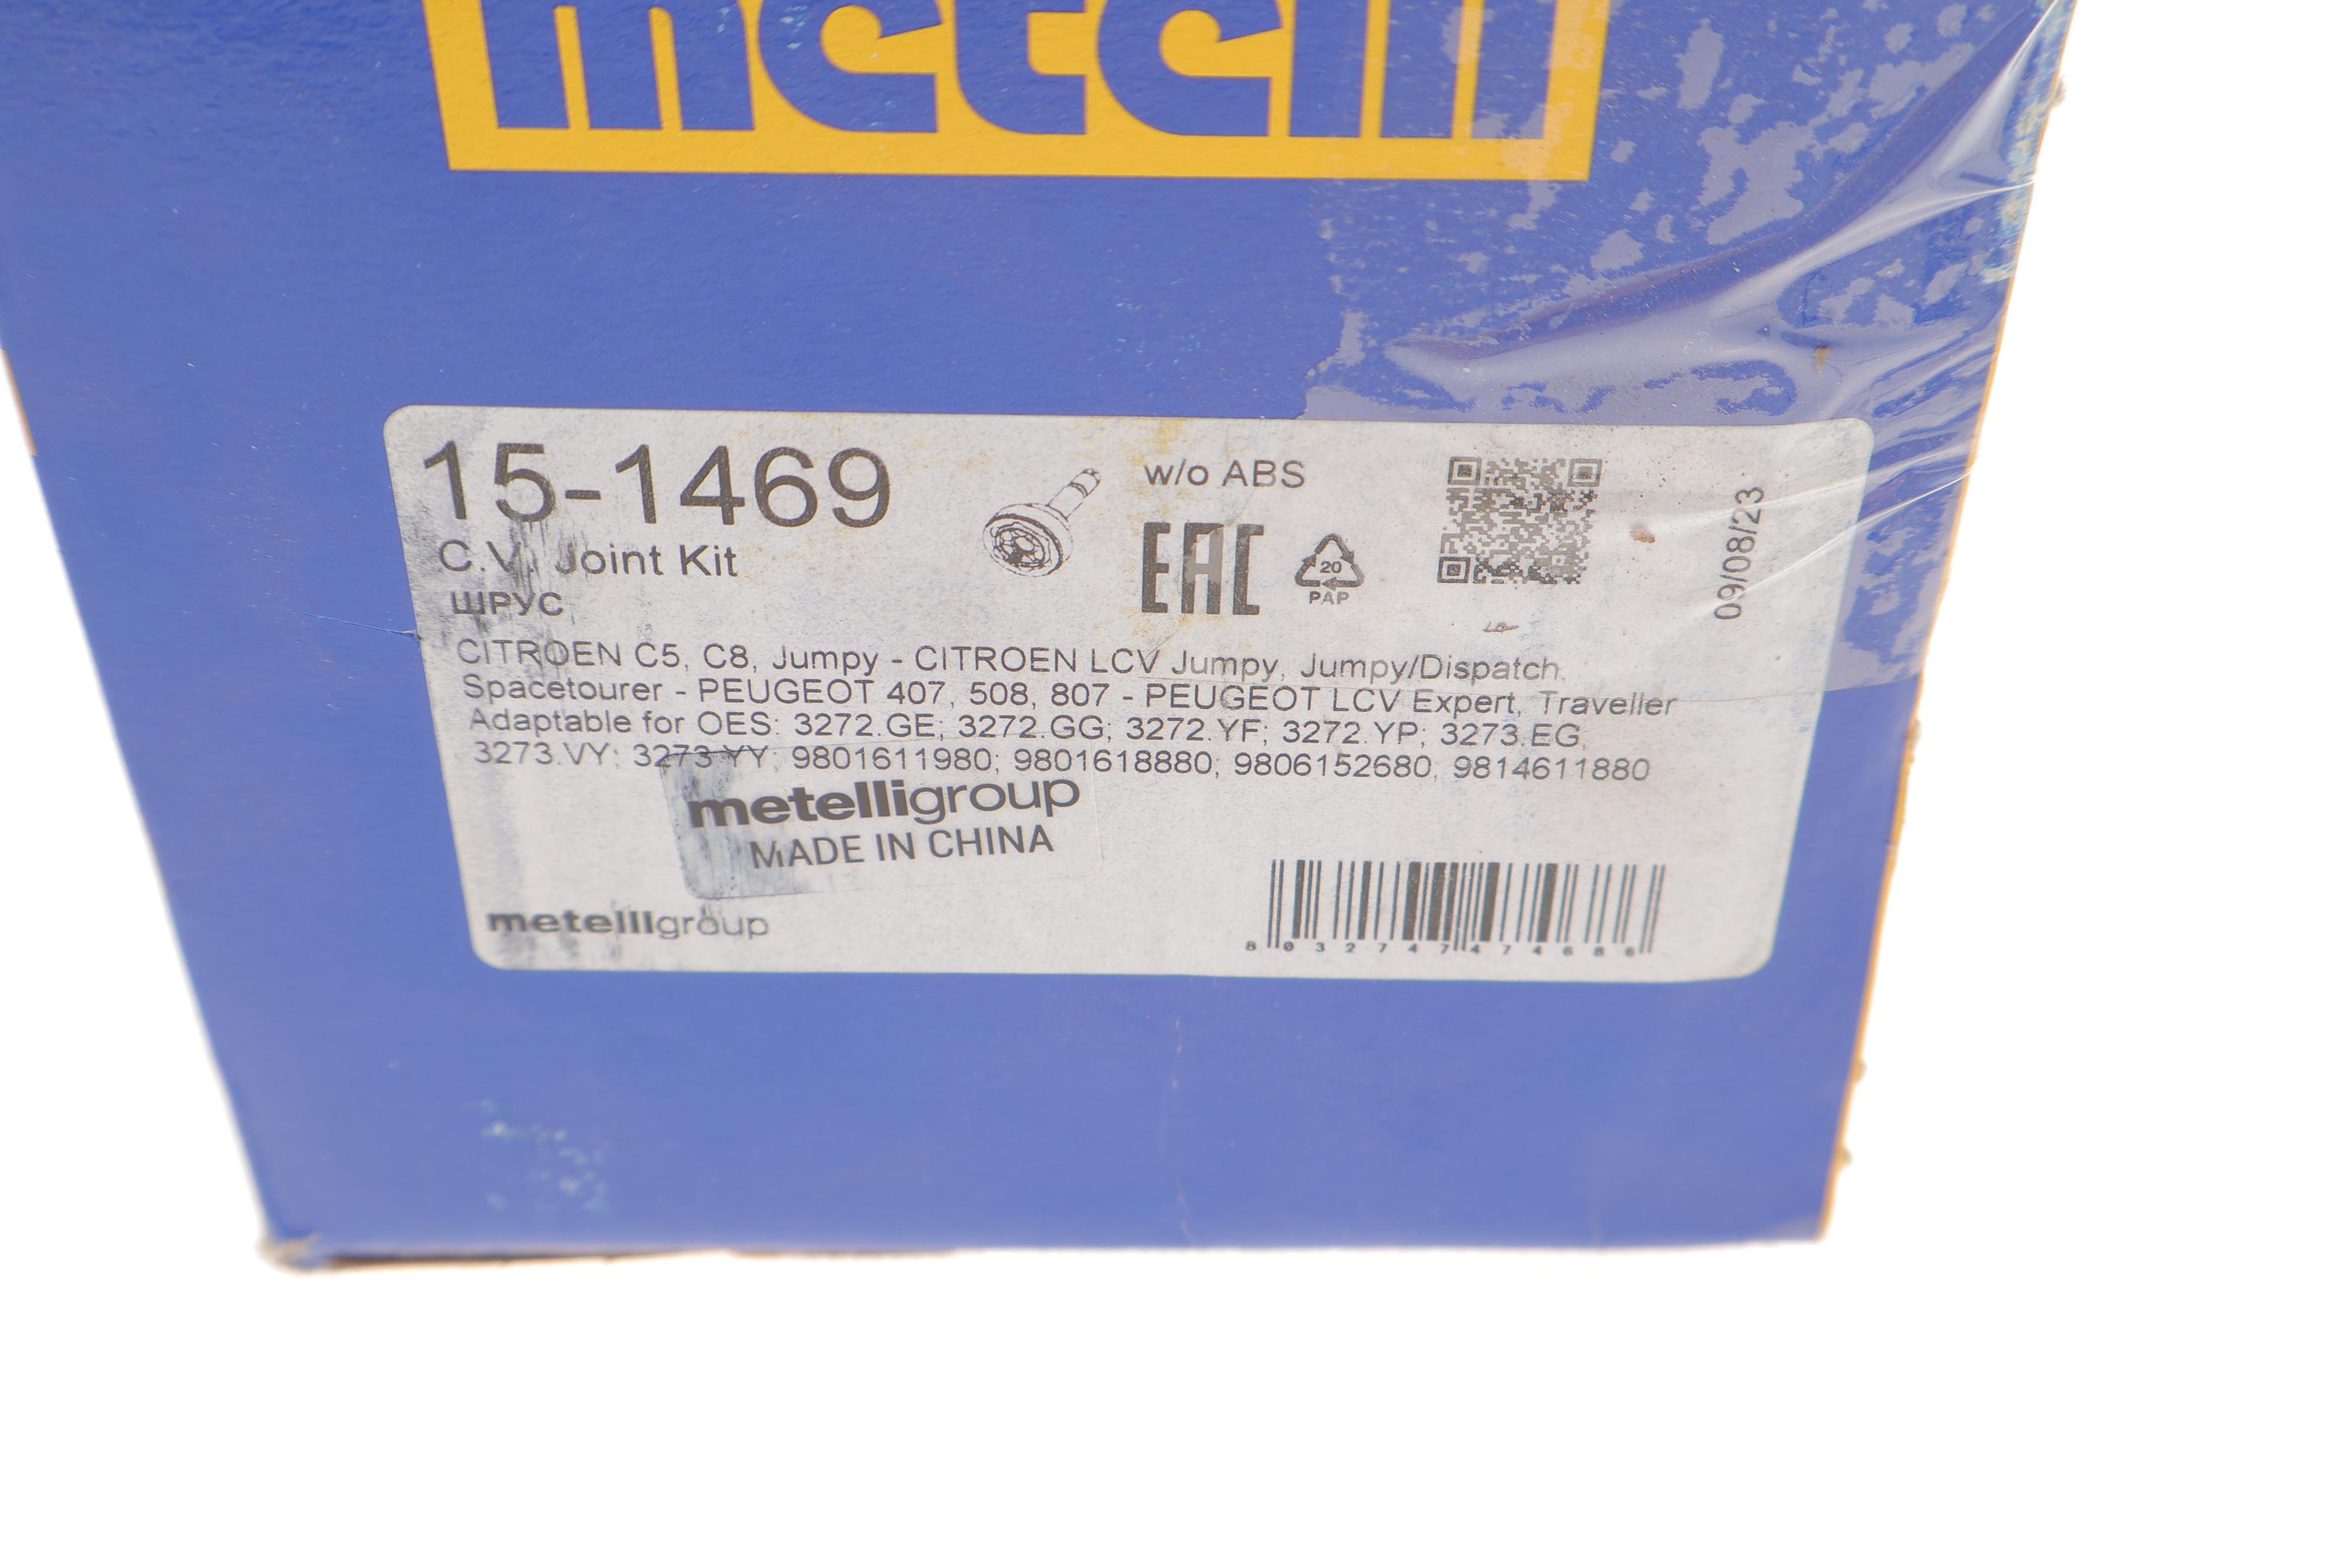 metelli
15-1469
C.V. Joint Kit
ШРУС
w/o ABS
EAC
20
PAP
09/08/23
CITROEN C5, C8, Jumpy - CITROEN LCV Jumpy, Jumpy/Dispatch,
Spacetourer - PEUGEOT 407, 508, 807 - PEUGEOT LCV Expert, Traveller
Adaptable for OES: 3272.GE; 3272.GG; 3272.YF; 3272.YP; 3273.EG;
3273.VY; 3273.YY; 9801611980; 9801618880; 9806152680; 9814611880
metelligroup
MADE IN CHINA
metelligroup
8032747474686